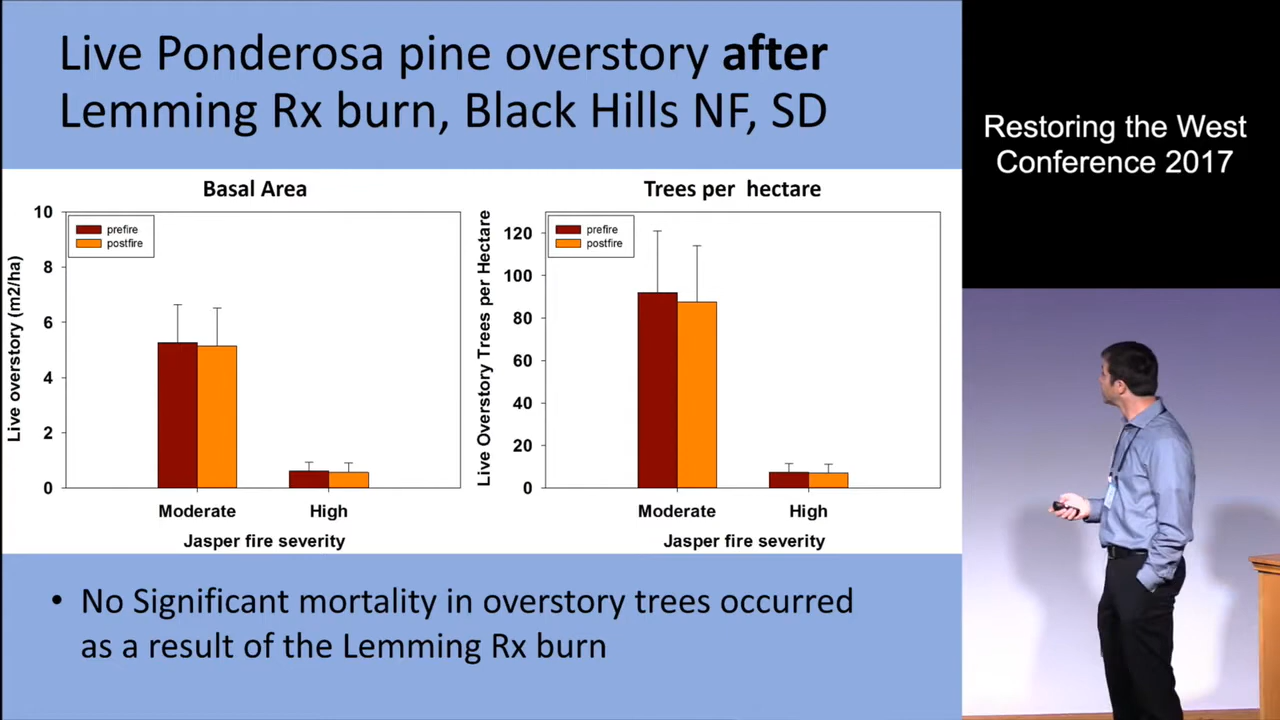 Live Ponderosa pine overstory after
Lemming Rx burn, Black Hills NF, SD
Restoring the West
Conference 2017
Basal Area
10
8
6
4
2
0
Live overstory (m2/ha)
prefire
postfire
Moderate
High
Jasper fire severity
Trees per hectare
120
100
80
60
40
20
0
Live Overstory Trees per Hectare
prefire
postfire
Moderate
High
Jasper fire severity
• No Significant mortality in overstory trees occurred
as a result of the Lemming Rx burn